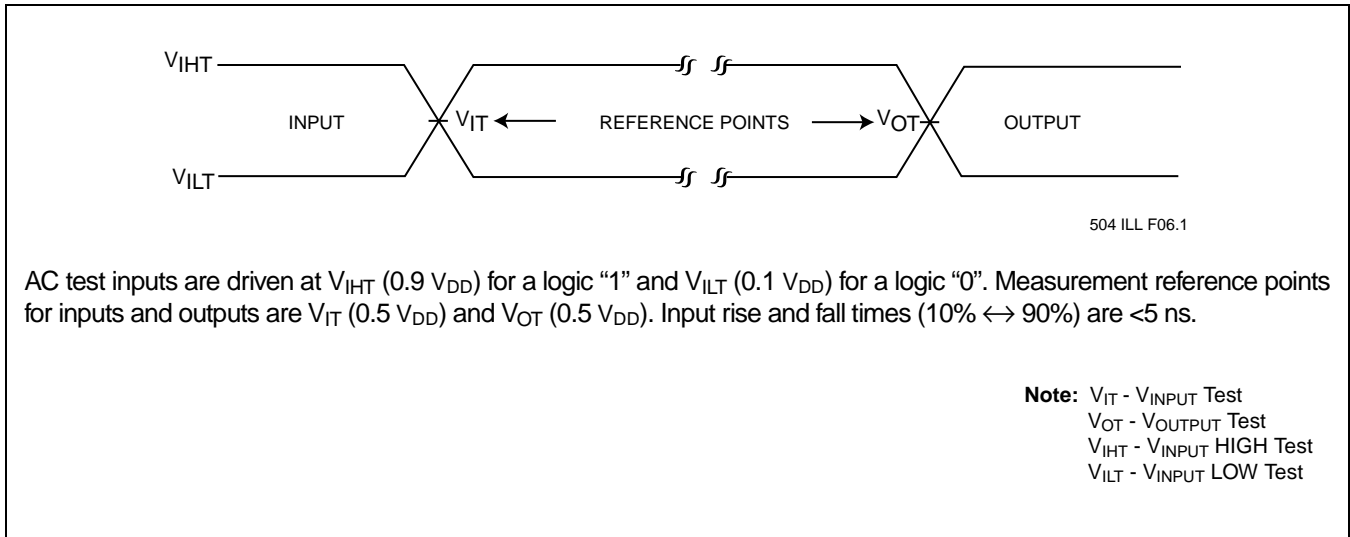 VIHT
INPUT VIT REFERENCE POINTS VOT OUTPUT
VILT
504 ILL F06.1
AC test inputs are driven at VIHT (0.9 VDD) for a logic “1” and VILT (0.1 VDD) for a logic “0”. Measurement reference points
for inputs and outputs are VIT (0.5 VDD) and VOT (0.5 VDD). Input rise and fall times (10% ↔ 90%) are <5 ns.
Note: VIT - VINPUT Test
VOT - VOUTPUT Test
VIHT - VINPUT HIGH Test
VILT - VINPUT LOW Test